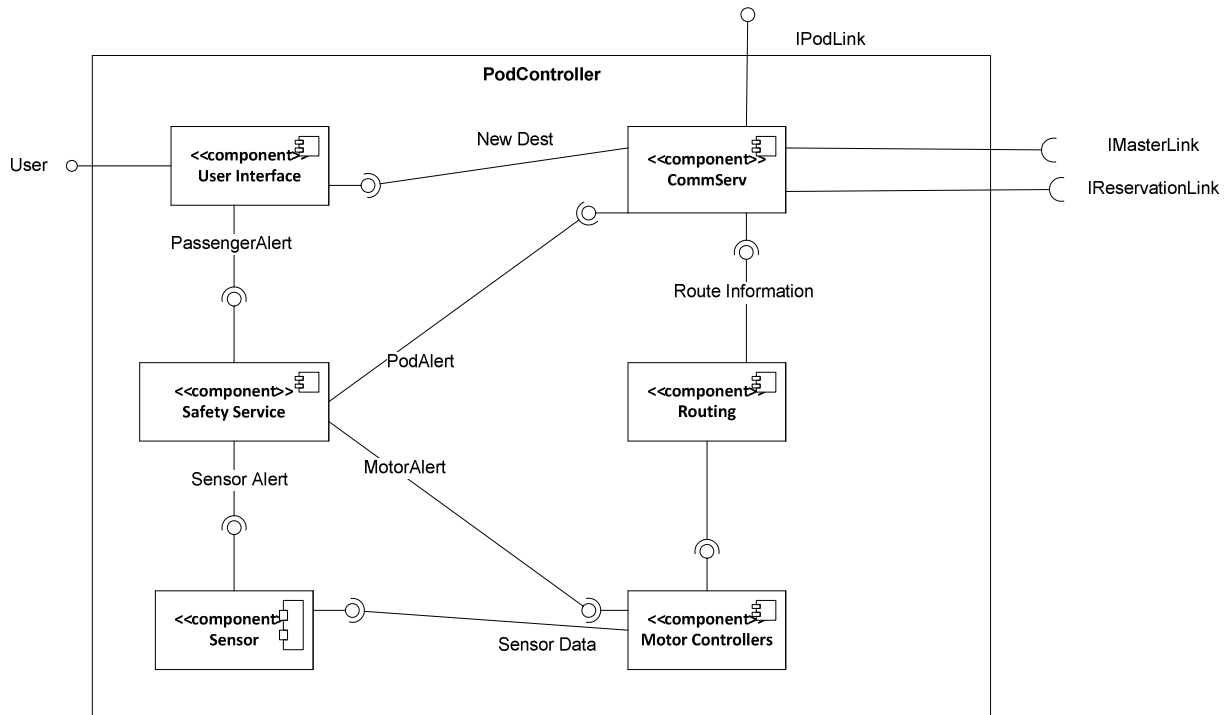 IPodLink
PodController
New Dest
<<component>>
User Interface
<<component>>
CommServ
User
IMasterLink
IReservationLink
PassengerAlert
Route Information
PodAlert
<<component>>
Safety Service
<<component>>
Routing
MotorAlert
Sensor Alert
<<component>>
Sensor
<<component>>
Motor Controllers
Sensor Data